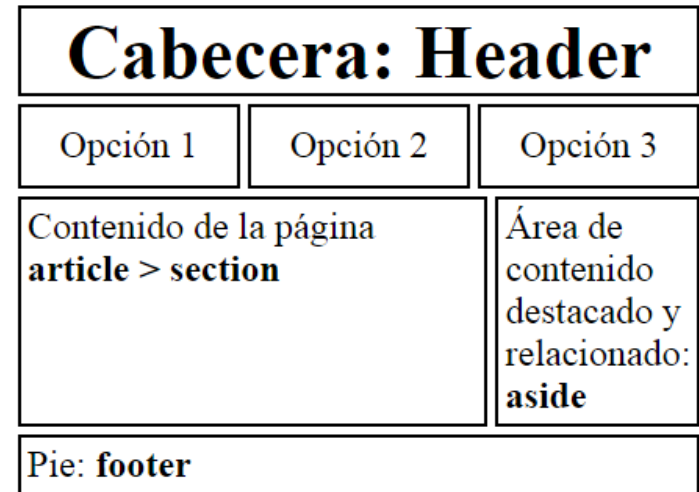 Cabecera: Header
Opción 1
Opción 2
Opción 3
Contenido de la página
article > section
Área de
contenido
destacado y
relacionado:
aside
Pie: footer